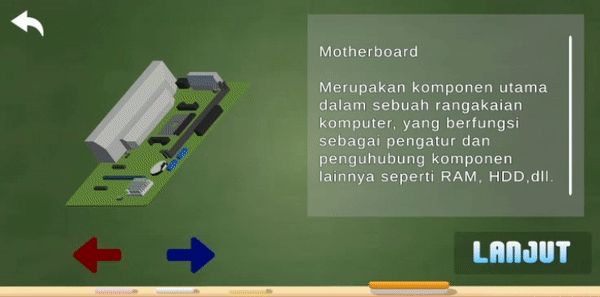 Motherboard
Merupakan komponen utama
dalam sebuah rangakaian
komputer, yang berfungsi
sebagai pengatur dan
penguhubung komponen
lainnya seperti RAM, HDD,dll.
LANJUT